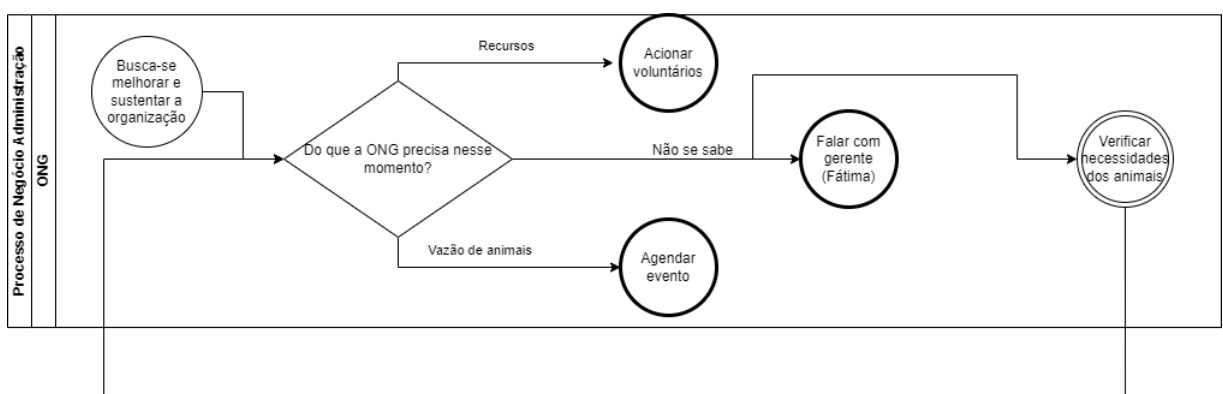 Processo de Negócio Administração
ONG
Busca-se
melhorar e
sustentar a
organização
Do que a ONG precisa nesse
momento?
Recursos
Acionar
voluntários
Não se sabe
Falar com
gerente
(Fátima)
Verificar
necessidades
dos animais
Vazão de animais
Agendar
evento